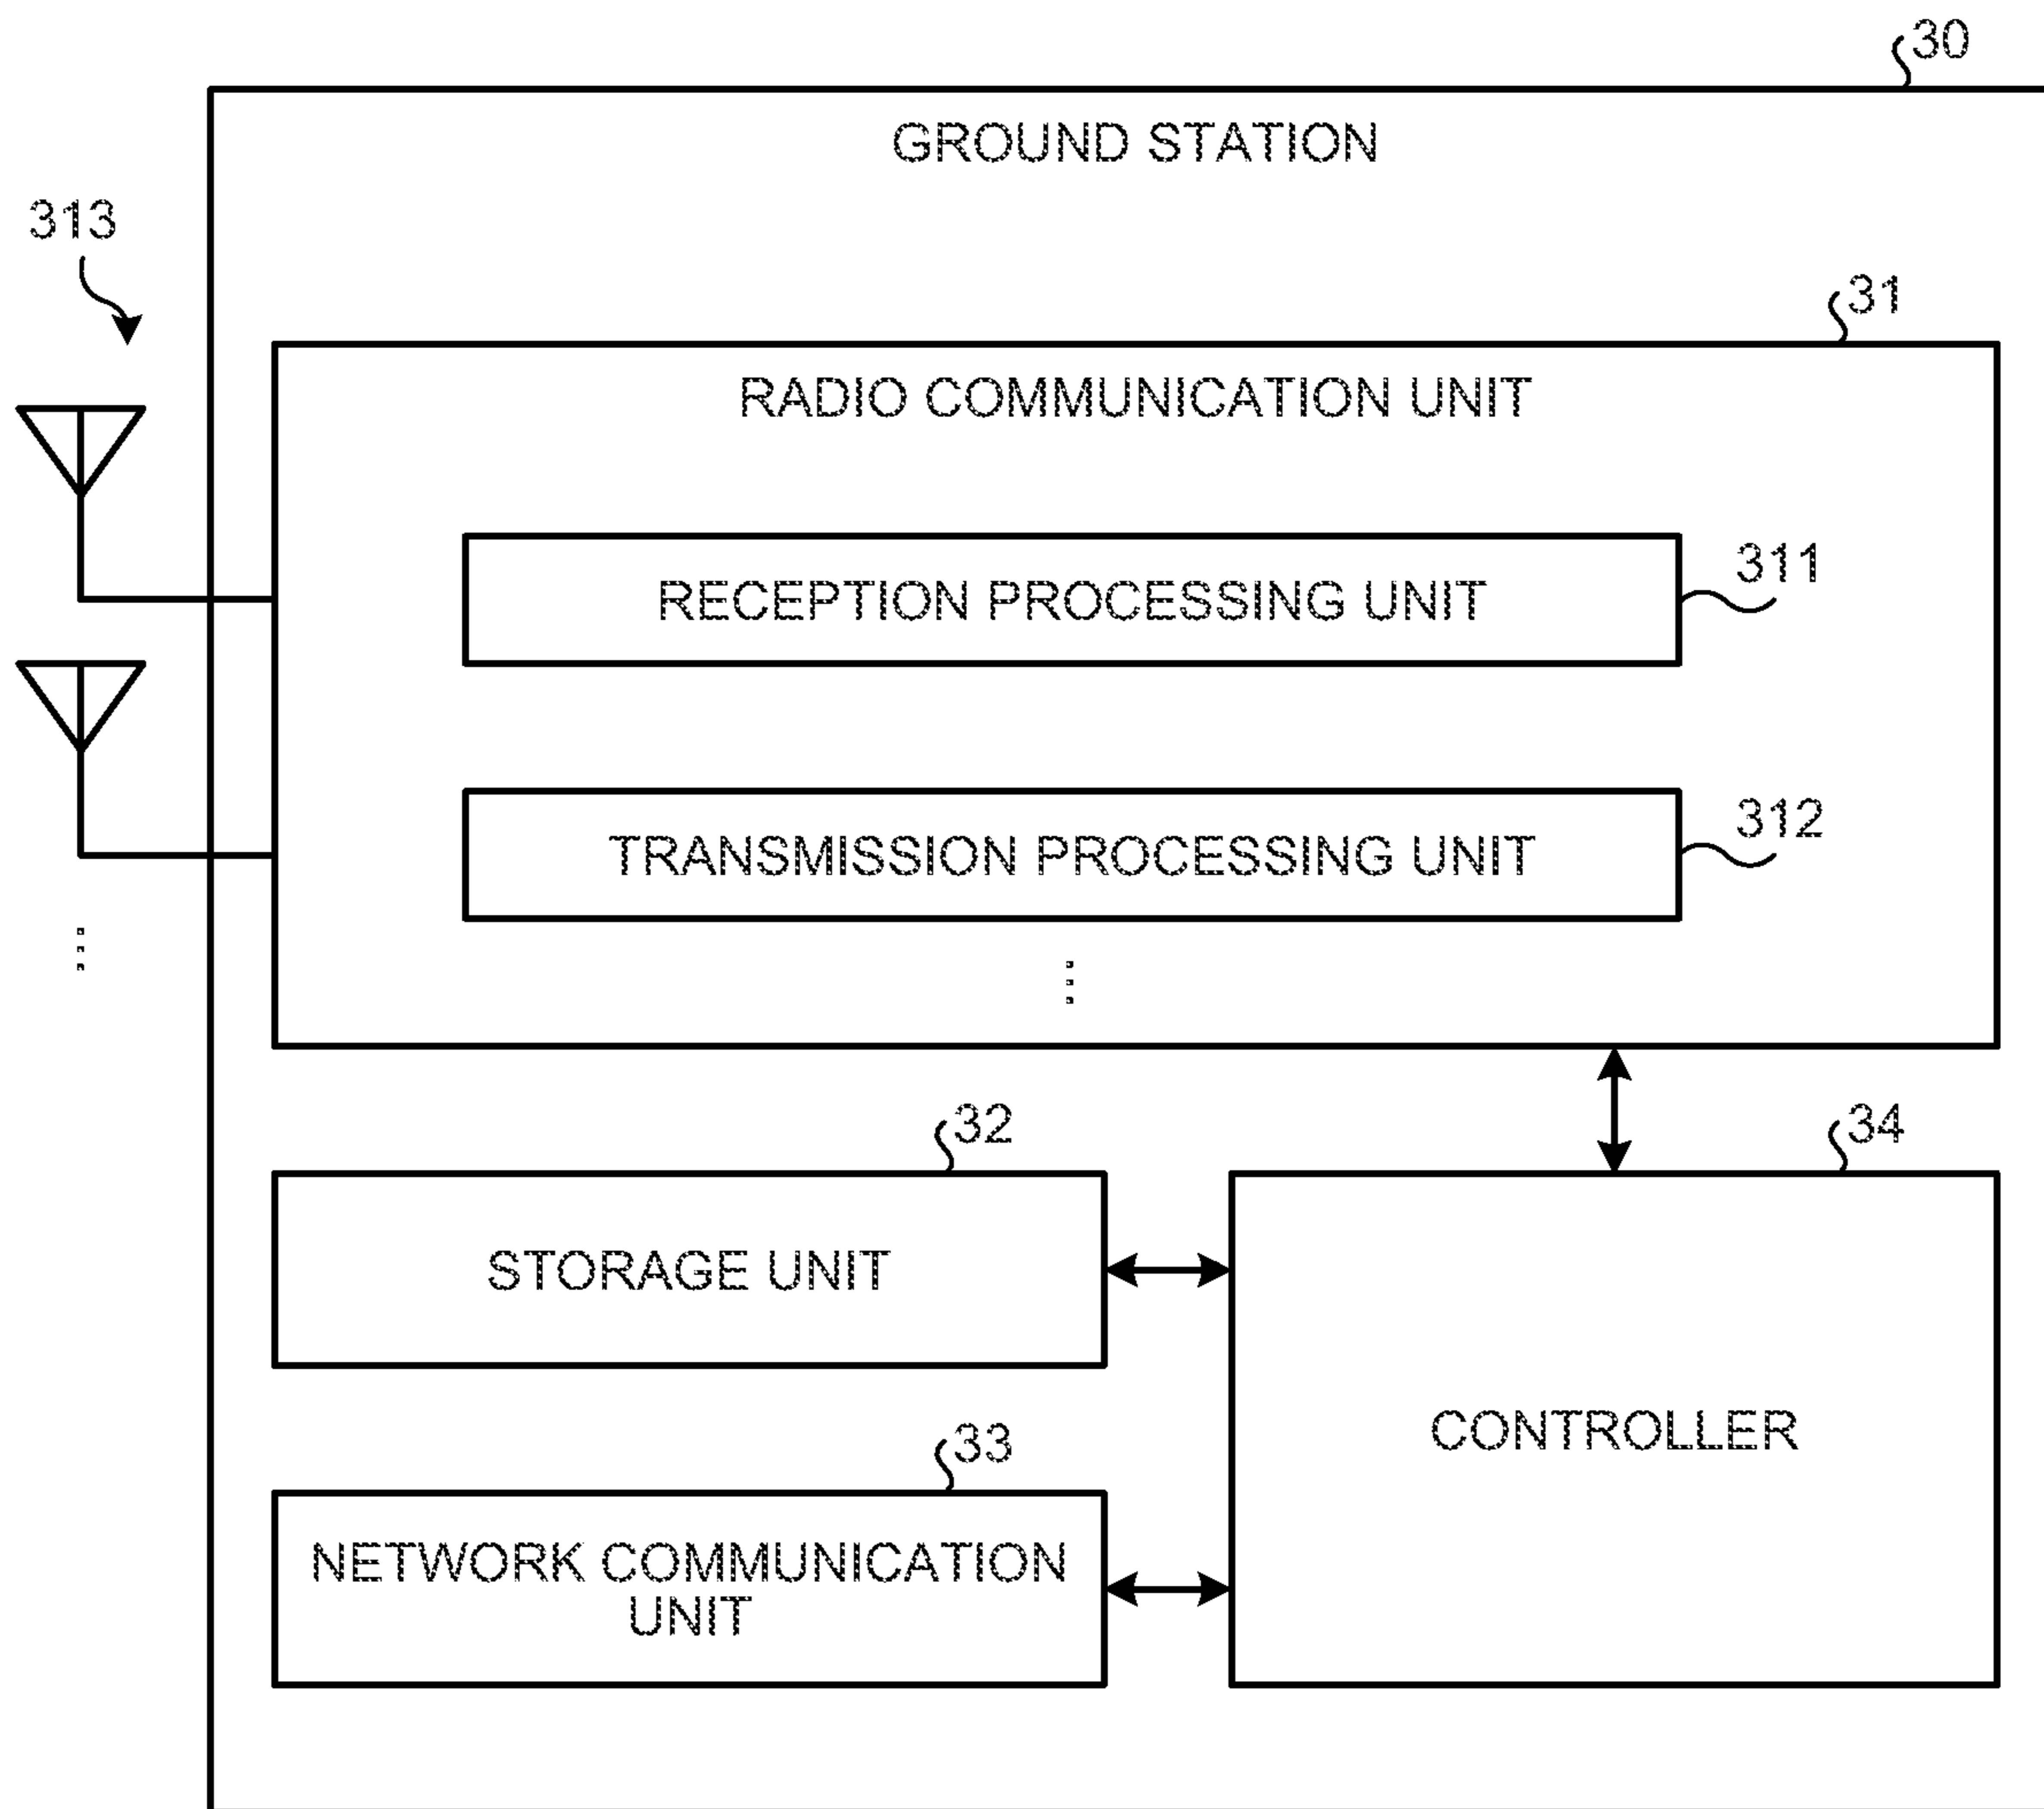 30
GROUND STATION
313
31
RADIO COMMUNICATION UNIT
311
RECEPTION PROCESSING UNIT
312
TRANSMISSION PROCESSING UNIT
32
34
STORAGE UNIT
CONTROLLER
33
NETWORK COMMUNICATION
UNIT